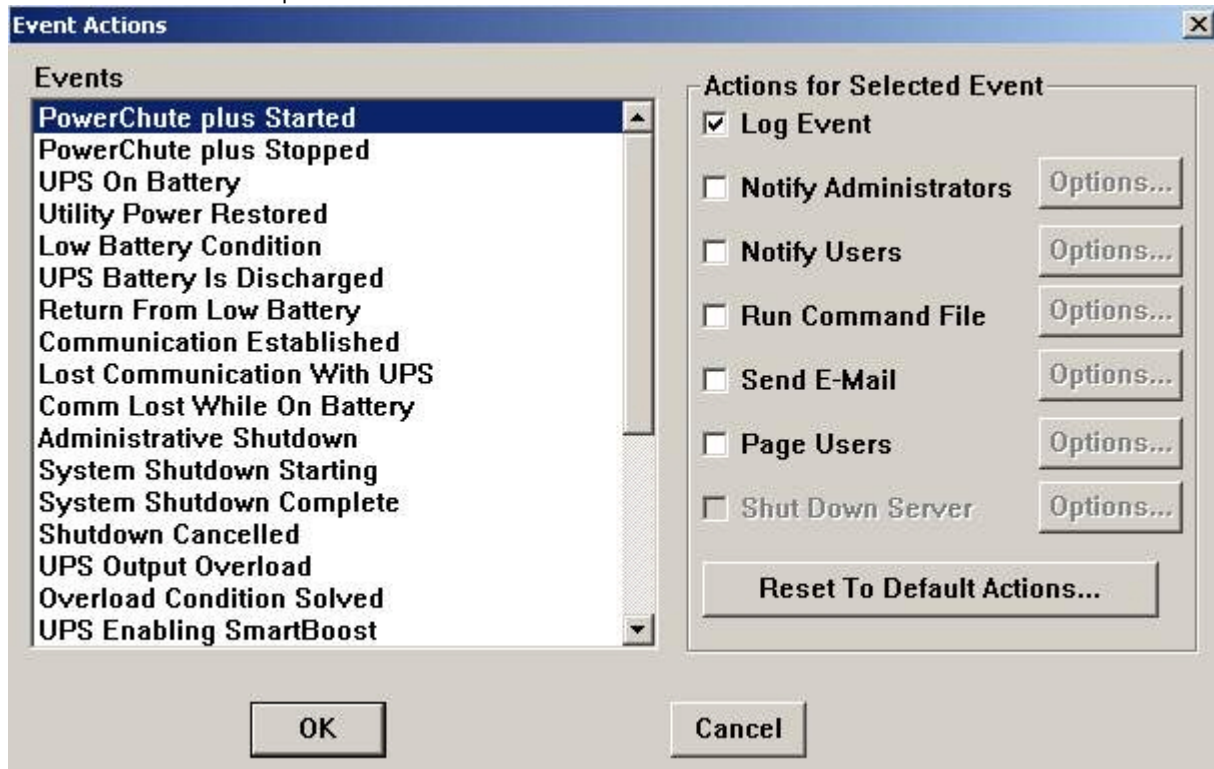 Event Actions
Events
PowerChute plus Started
PowerChute plus Stopped
UPS On Battery
Utility Power Restored
Low Battery Condition
UPS Battery Is Discharged
Return From Low Battery
Communication Established
Lost Communication With UPS
Comm Lost While On Battery
Administrative Shutdown
System Shutdown Starting
System Shutdown Complete
Shutdown Cancelled
UPS Output Overload
Overload Condition Solved
UPS Enabling SmartBoost
Actions for Selected Event
Log Event
Notify Administrators Options...
Notify Users Options...
Run Command File Options...
Send E-Mail Options...
Page Users Options...
Shut Down Server Options...
Reset To Default Actions...
OK Cancel